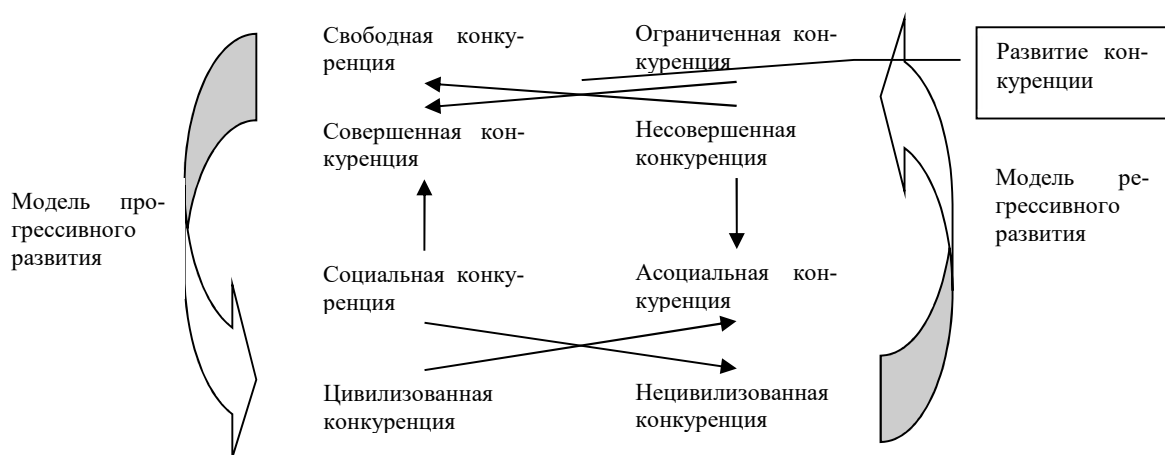 Свободная конку-
ренция
Ограниченная кон-
куренция
Развитие кон-
куренции
Совершенная кон-
куренция
Несовершенная
конкуренция
Модель про-
грессивного
развития
Модель ре-
грессивного
развития
Социальная конку-
ренция
Асоциальная кон-
куренция
Цивилизованная
конкуренция
Нецивилизованная
конкуренция